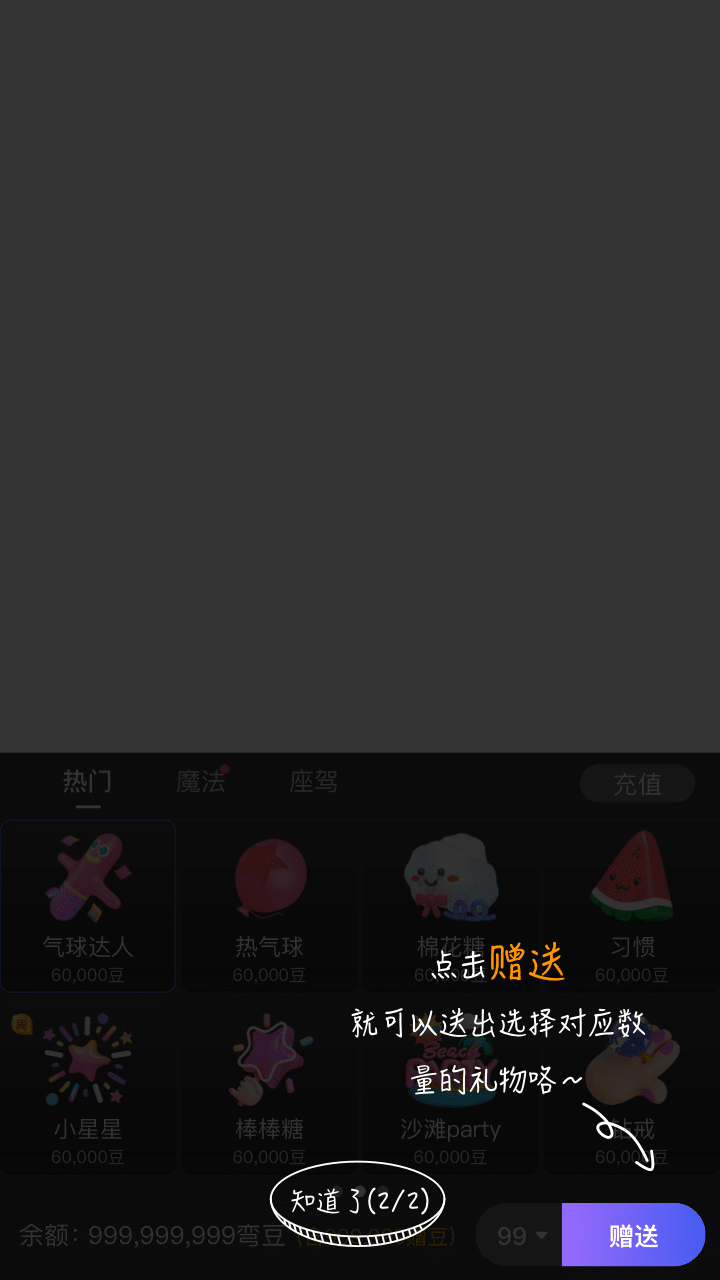 热门 魔法 座驾 充值
气球达人 热气球 棉花糖 习惯
60,000豆 60,000豆 60,000豆 60,000豆
点击赠送
就可以送出选择对应数
量的礼物咯~
小星星 棒棒糖 沙滩party 钻戒
60,000豆 60,000豆 60,000豆 60,000豆
知道了(2/2)
余额：999,999,999弯豆 99 赠送